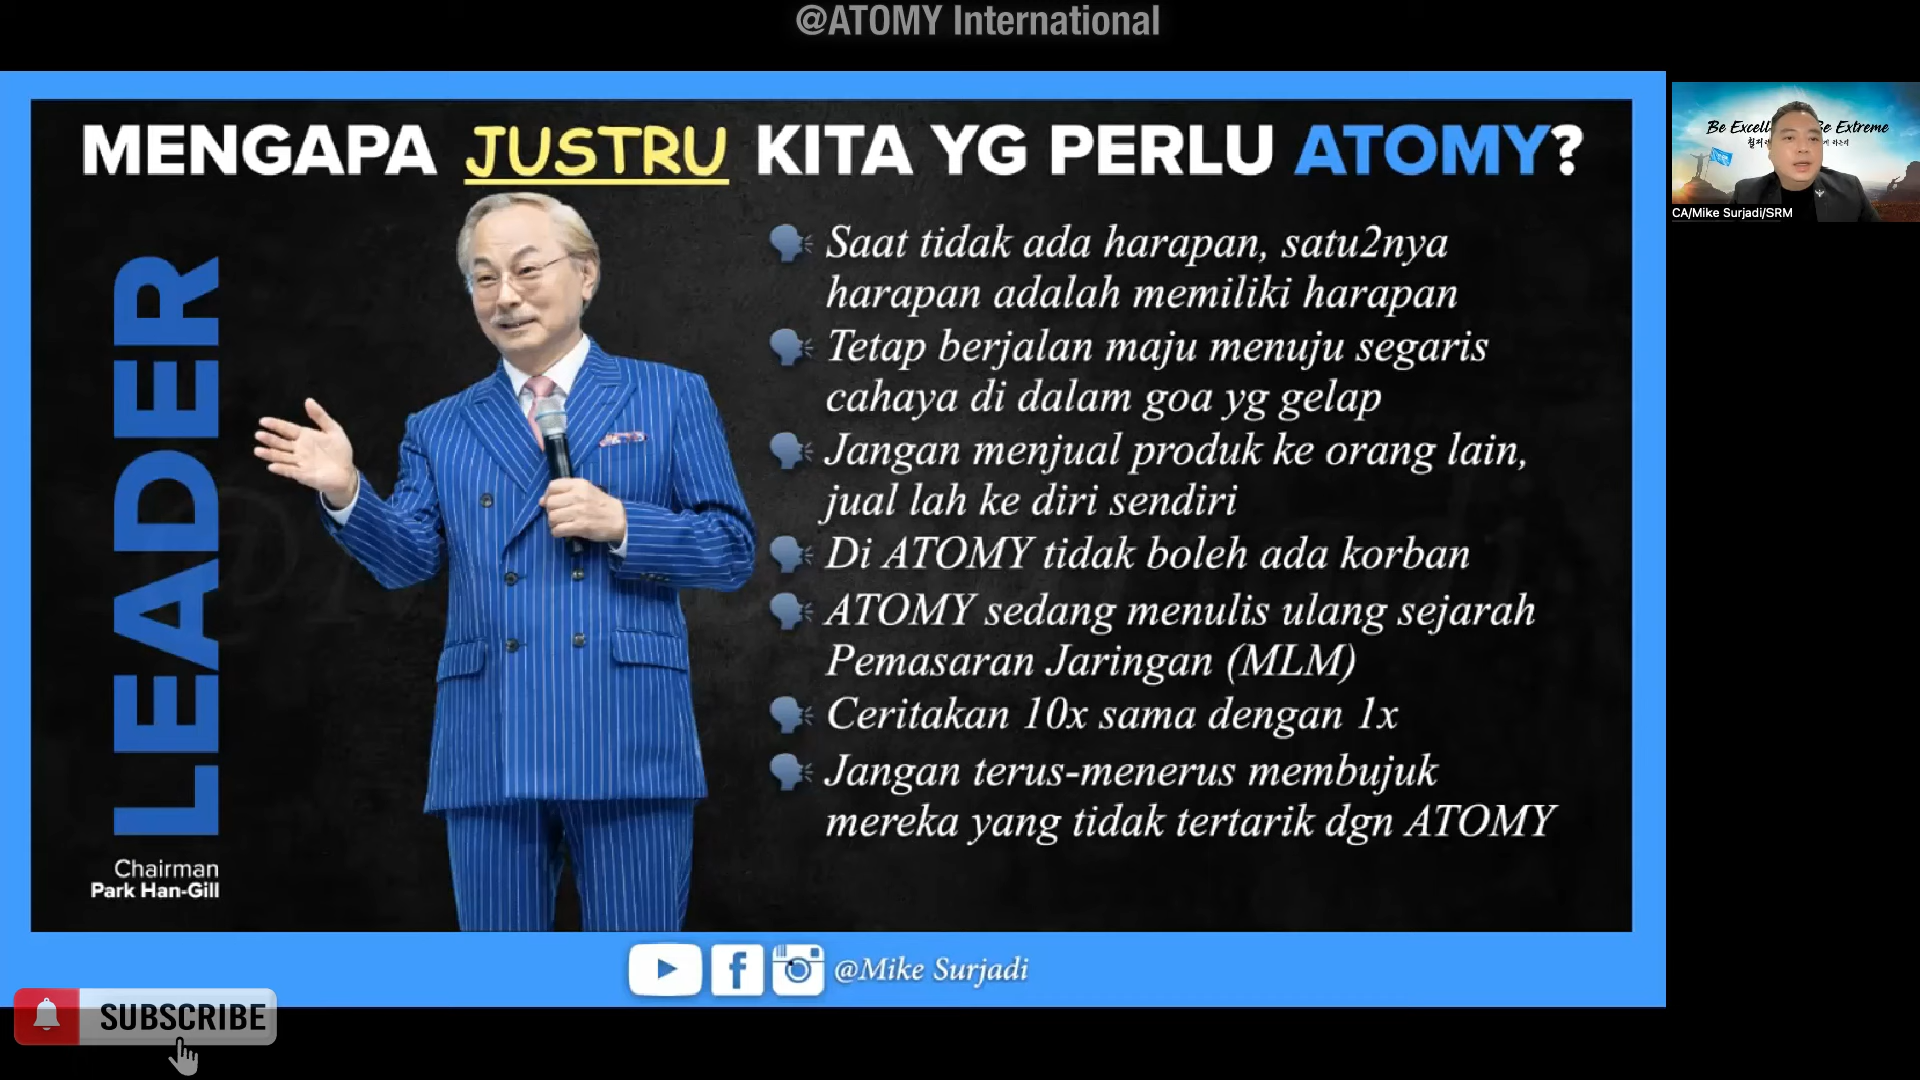 @ATOMY International
MENGAPA JUSTRU KITA YG PERLU ATOMY?
LEADER
Chairman
Park Han-Gill
Saat tidak ada harapan, satu2nya
harapan adalah memiliki harapan
Tetap berjalan maju menuju segaris
cahaya di dalam goa yg gelap
Jangan menjual produk ke orang lain,
jual lah ke diri sendiri
Di ATOMY tidak boleh ada korban
ATOMY sedang menulis ulang sejarah
Pemasaran Jaringan (MLM)
Ceritakan 10x sama dengan 1x
Jangan terus-menerus membujuk
mereka yang tidak tertarik dgn ATOMY
@Mike Surjadi
SUBSCRIBE
Be Excell Be Extreme
CA/Mike Surjadi/SRM